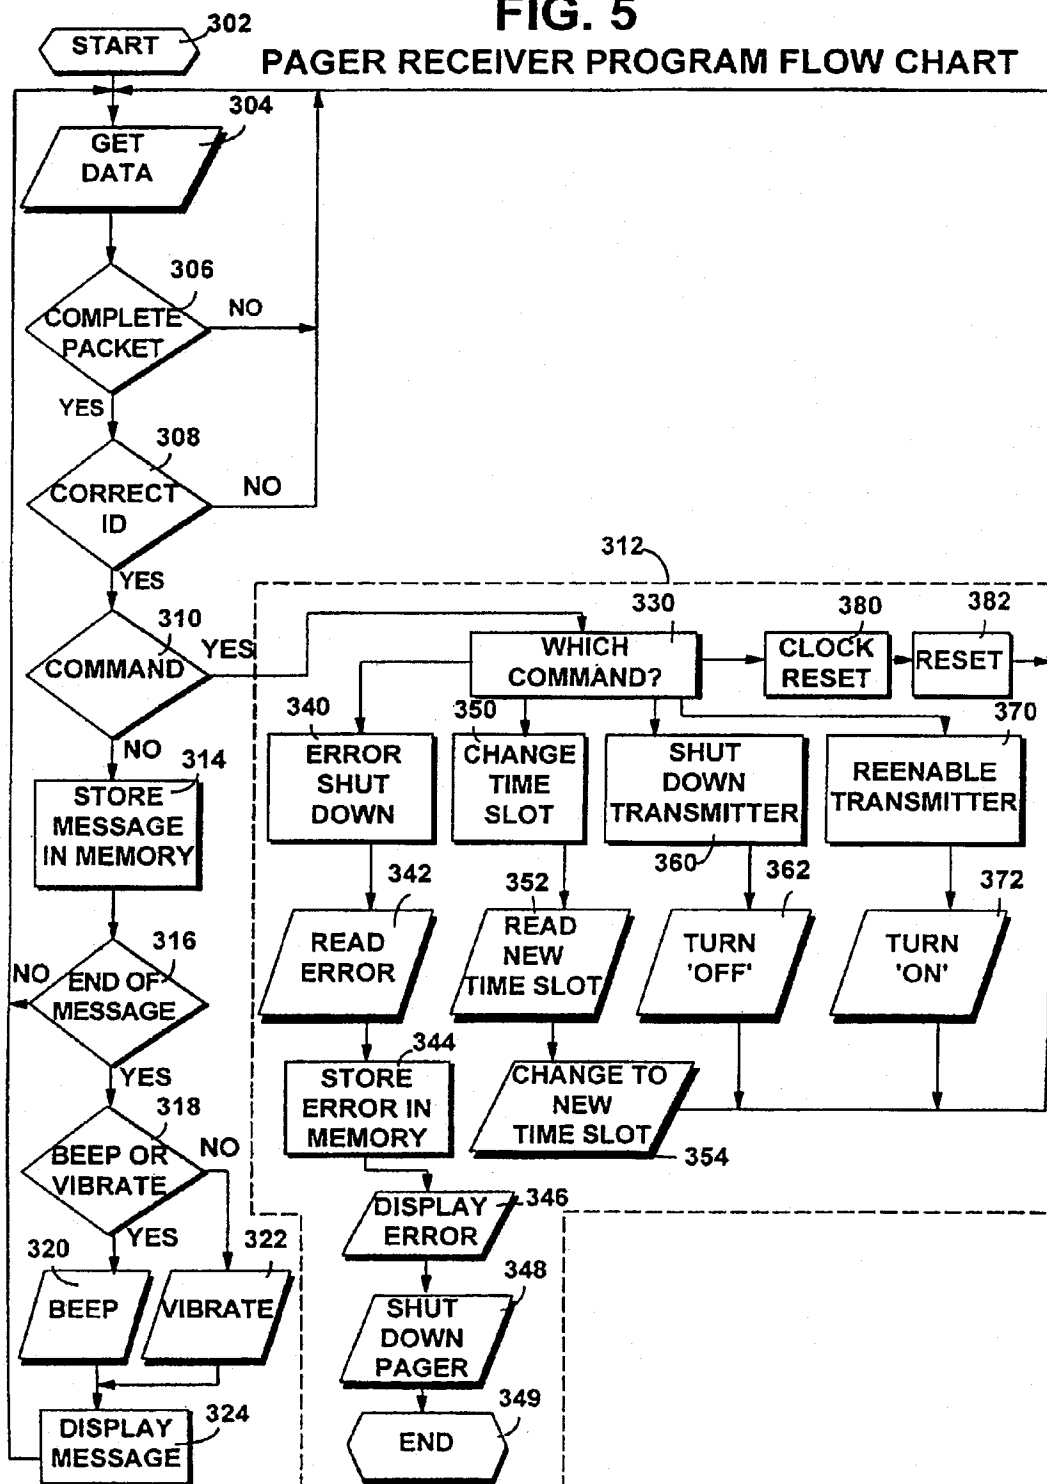 FIG. 5
PAGER RECEIVER PROGRAM FLOW CHART
START
302
GET
DATA
304
COMPLETE
PACKET
306
NO
YES
CORRECT
ID
308
NO
YES
COMMAND
310
YES
NO
STORE
MESSAGE
IN MEMORY
314
END OF
MESSAGE
316
NO
YES
BEEP OR
VIBRATE
318
NO
YES
BEEP
320
VIBRATE
322
DISPLAY
MESSAGE
324
312
WHICH
COMMAND?
330
CLOCK
RESET
380
RESET
382
ERROR
SHUT
DOWN
340
CHANGE
TIME
SLOT
350
SHUT
DOWN
TRANSMITTER
360
REENABLE
TRANSMITTER
370
READ
ERROR
342
READ
NEW
TIME SLOT
352
TURN
'OFF'
362
TURN
'ON'
372
STORE
ERROR IN
MEMORY
344
CHANGE TO
NEW
TIME SLOT
354
DISPLAY
ERROR
346
SHUT
DOWN
PAGER
348
END
349